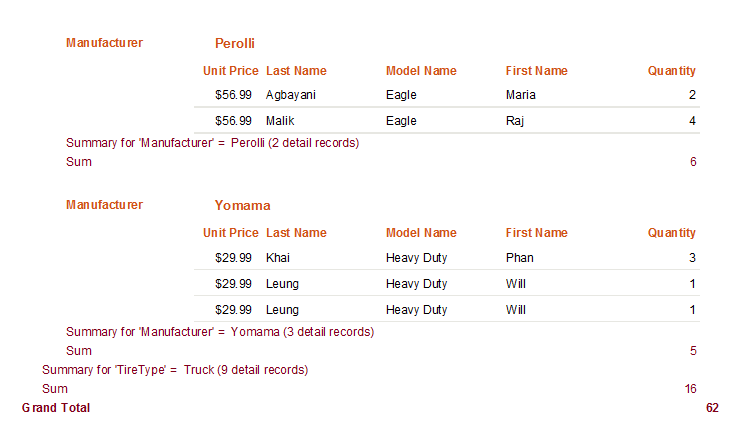 Manufacturer Perolli
Unit Price Last Name Model Name First Name Quantity
$56.99 Agbayani Eagle Maria 2
$56.99 Malik Eagle Raj 4
Summary for 'Manufacturer' = Perolli (2 detail records)
Sum 6
Manufacturer Yomama
Unit Price Last Name Model Name First Name Quantity
$29.99 Khai Heavy Duty Phan 3
$29.99 Leung Heavy Duty Will 1
$29.99 Leung Heavy Duty Will 1
Summary for 'Manufacturer' = Yomama (3 detail records)
Sum 5
Summary for 'TireType' = Truck (9 detail records)
Sum 16
Grand Total 62